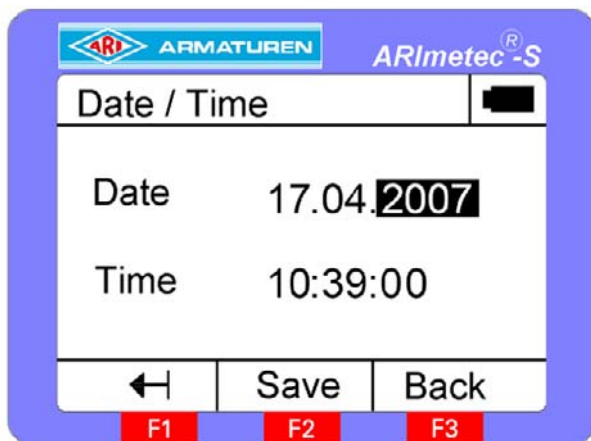 ARI ARMATUREN ARImetec®-S
Date / Time
Date 17.04.2007
Time 10:39:00
Save Back
F1 F2 F3